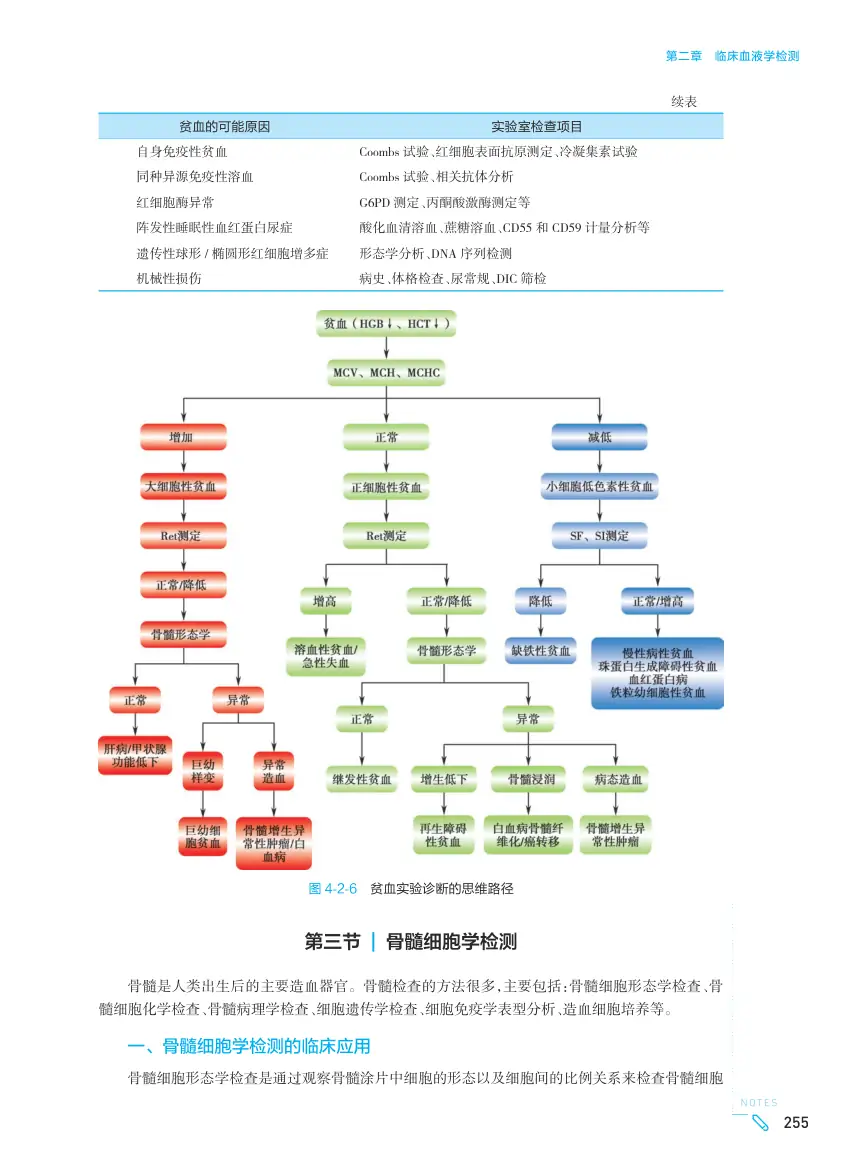 第二章 临床血液学检测
续表
贫血的可能原因 实验室检查项目
自身免疫性贫血 Coombs 试验、红细胞表面抗原测定、冷凝集素试验
同种异源免疫性溶血 Coombs 试验、相关抗体分析
红细胞酶异常 G6PD 测定、丙酮酸激酶测定等
阵发性睡眠性血红蛋白尿症 酸化血清溶血、蔗糖溶血、CD55 和 CD59 计量分析等
遗传性球形 / 椭圆形红细胞增多症 形态学分析、DNA 序列检测
机械性损伤 病史、体格检查、尿常规、DIC 筛检
贫血（HGB↓、HCT↓）
MCV、MCH、MCHC
增加
正常
减低
大细胞性贫血
正细胞性贫血
小细胞低色素性贫血
Ret测定
Ret测定
SF、SI测定
正常/降低
增高
正常/降低
降低
正常/增高
骨髓形态学
溶血性贫血/
急性失血
骨髓形态学
缺铁性贫血
慢性病性贫血
珠蛋白生成障碍性贫血
血红蛋白病
铁粒幼细胞性贫血
正常
异常
正常
异常
肝病/甲状腺
功能低下
巨幼
样变
异常
造血
继发性贫血
增生低下
骨髓浸润
病态造血
巨幼细
胞贫血
骨髓增生异
常性肿瘤/白
血病
再生障碍
性贫血
白血病骨髓纤
维化/癌转移
骨髓增生异
常性肿瘤
图 4-2-6 贫血实验诊断的思维路径
第三节 | 骨髓细胞学检测
骨髓是人类出生后的主要造血器官。骨髓检查的方法很多，主要包括：骨髓细胞形态学检查、骨
髓细胞化学检查、骨髓病理学检查、细胞遗传学检查、细胞免疫学表型分析、造血细胞培养等。
一、骨髓细胞学检测的临床应用
骨髓细胞形态学检查是通过观察骨髓涂片中细胞的形态以及细胞间的比例关系来检查骨髓细胞
NOTES
255